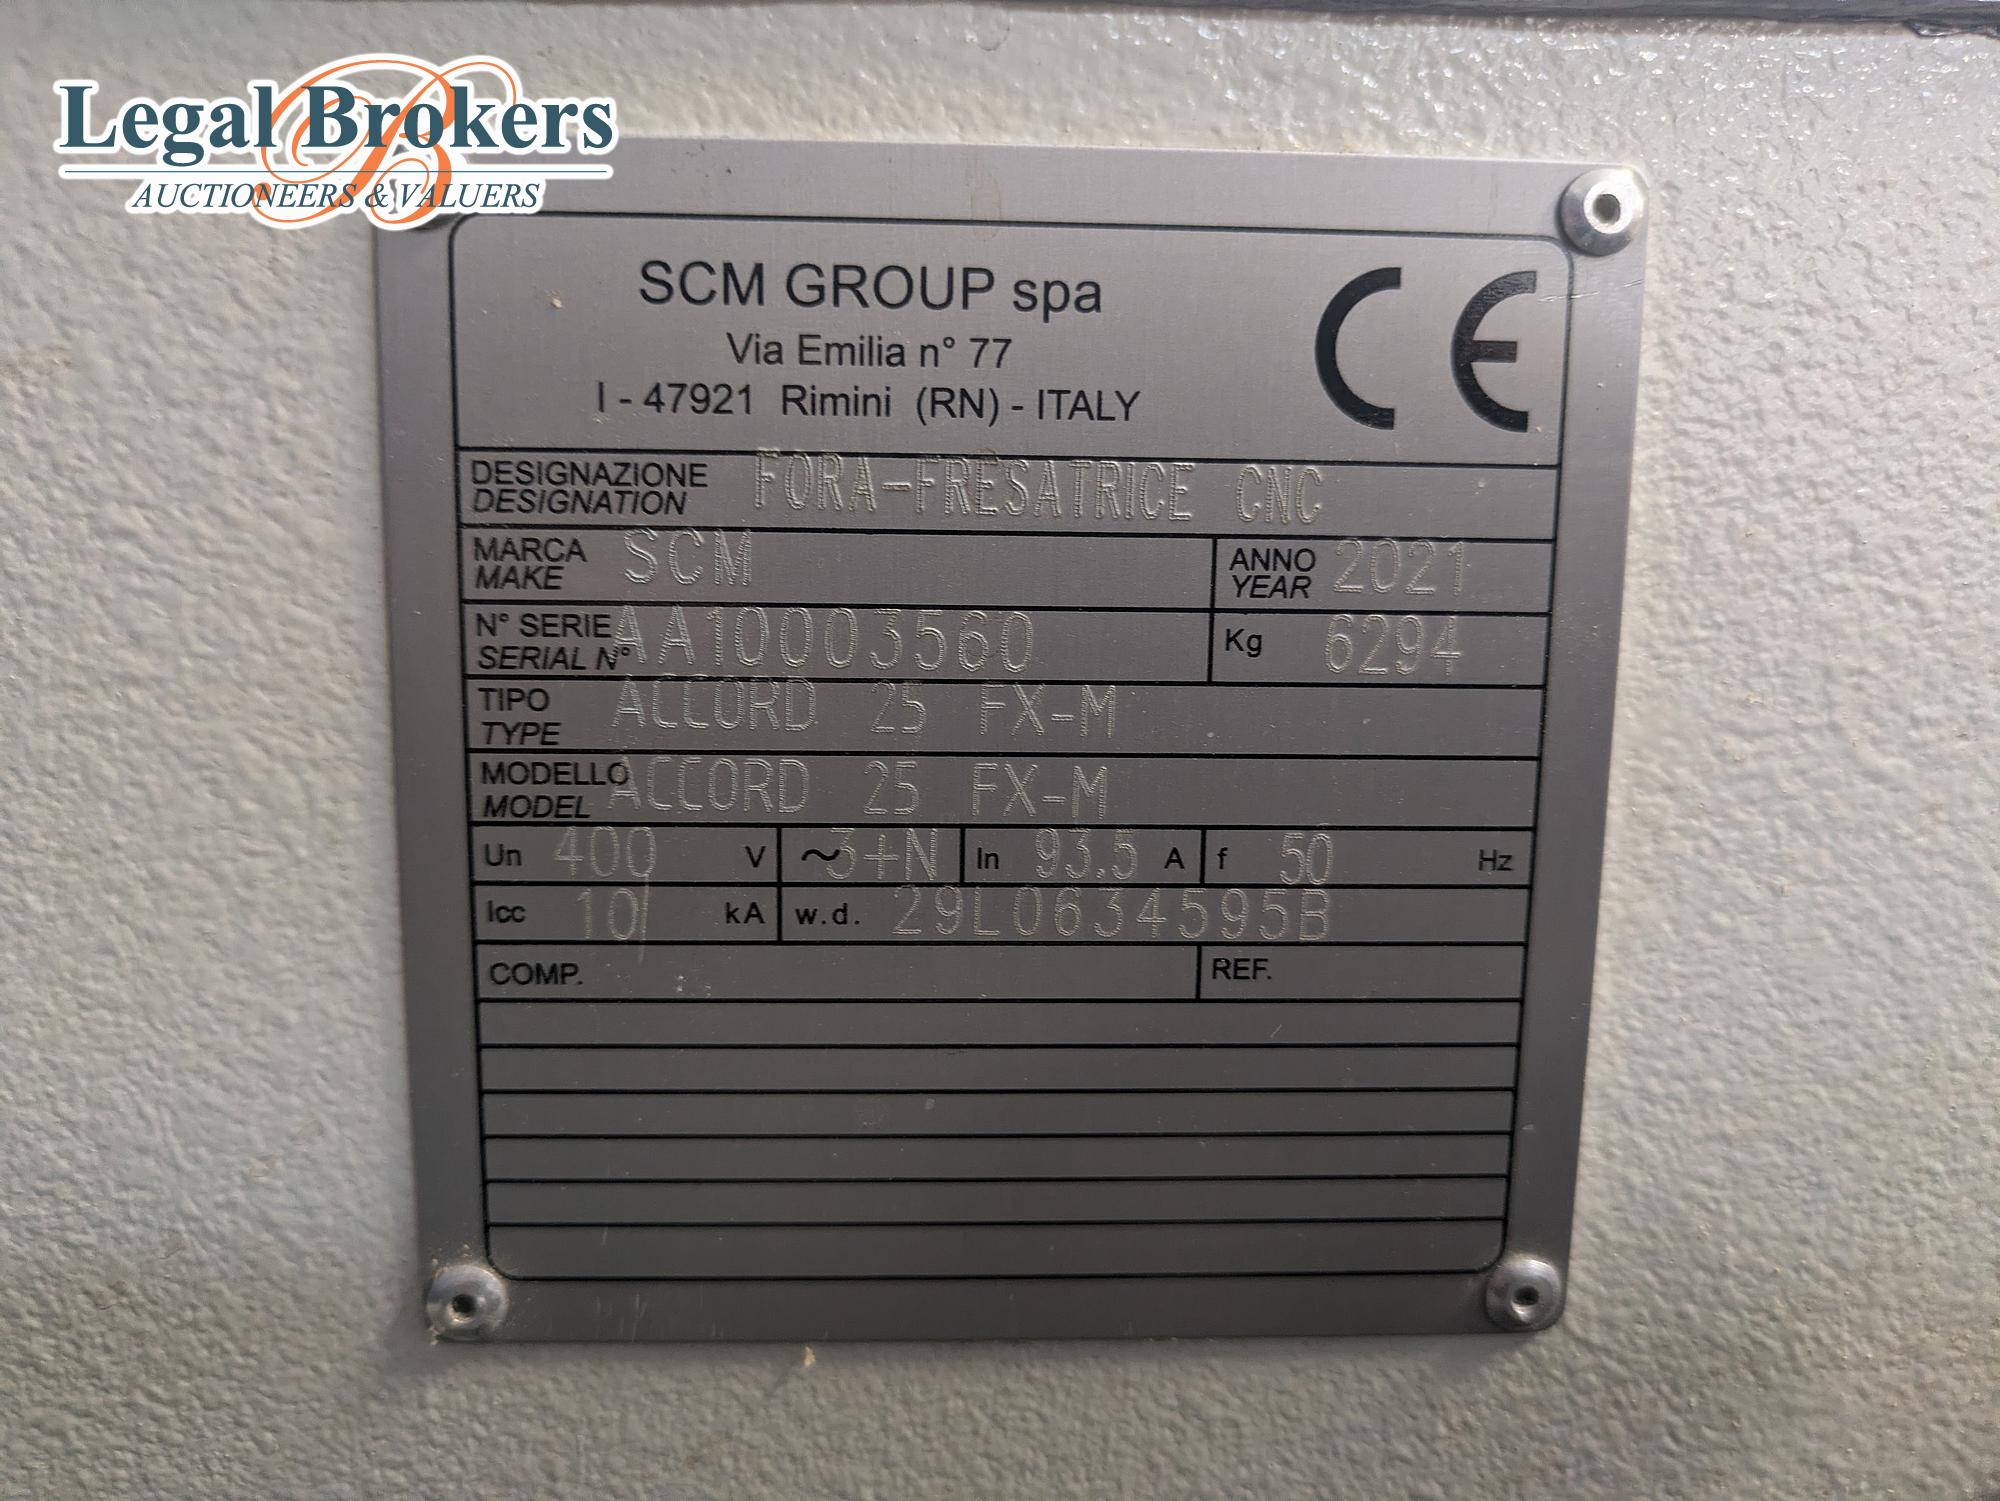 Legal Brokers
AUCTIONEERS & VALUERS
SCM GROUP spa
Via Emilia n° 77
I - 47921 Rimini (RN) - ITALY
CE
DESIGNAZIONE
DESIGNATION
FORA-FRESATRICE CNC
MARCA
MAKE
SCM
ANNO
YEAR
2021
N° SERIE
SERIAL N°
AA10003560
Kg 6294
TIPO
TYPE
ACCORD 25 FX-M
MODELLO
MODEL
ACCORD 25 FX-M
Un 400 V ~3+N In 93.5 A f 50 Hz
Icc 10 kA w.d. 29L0634595B
COMP. REF.